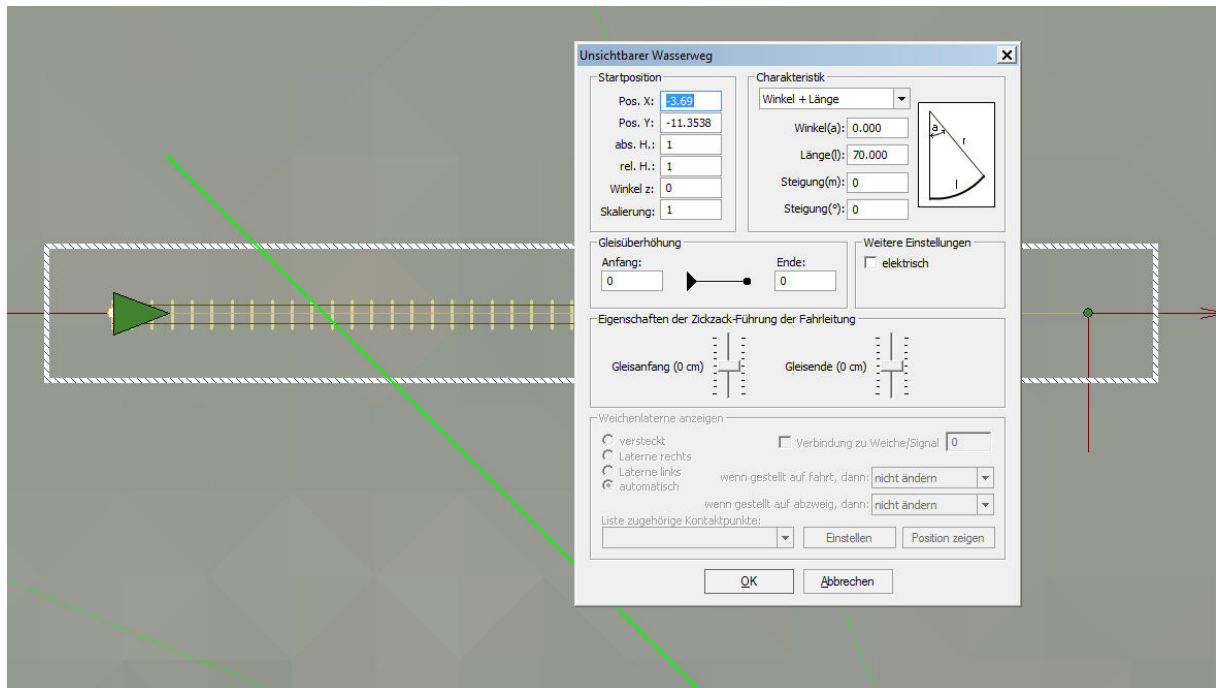 Unsichtbarer Wasserweg
Startposition
Pos. X: -3.69
Pos. Y: -11.3538
abs. H.: 1
rel. H.: 1
Winkel z: 0
Skalierung: 1
Charakteristik
Winkel + Länge
Winkel(a): 0.000
Länge(l): 70.000
Steigung(m): 0
Steigung(°): 0
a
r
l
Gleisüberhöhung
Anfang:
0
Ende:
0
Weitere Einstellungen
elektrisch
Eigenschaften der Zickzack-Führung der Fahrleitung
Gleisanfang (0 cm)
Gleisende (0 cm)
Weichenlaterne anzeigen
versteckt
Laterne rechts
Laterne links
automatisch
Verbindung zu Weiche/Signal 0
wenn gestellt auf fahrt, dann: nicht ändern
wenn gestellt auf abzweig, dann: nicht ändern
Liste zugehörige Kontaktpunkte:
Einstellen
Position zeigen
OK
Abbrechen